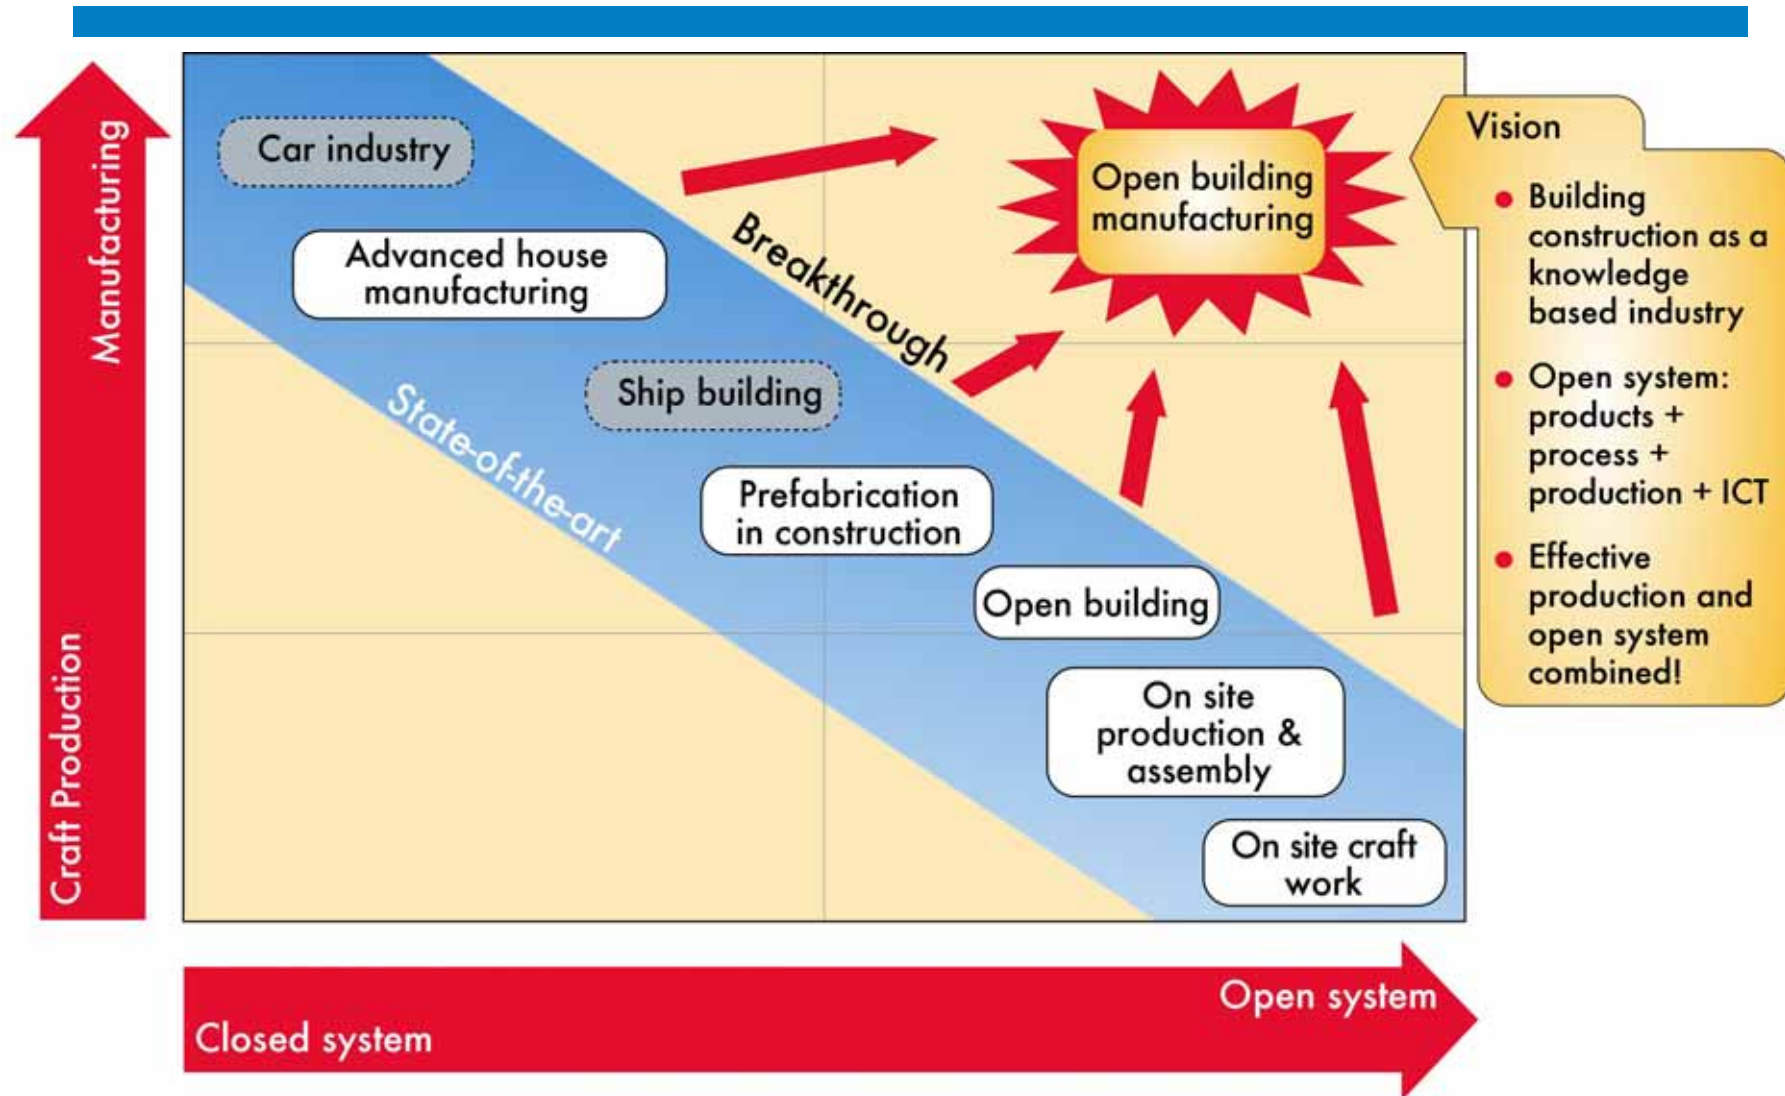 Manufacturing
Craft Production
Car industry
Advanced house
manufacturing
Ship building
State-of-the-art
Breakthrough
Prefabrication
in construction
Open building
On site
production &
assembly
On site craft
work
Open building
manufacturing
Vision
• Building
construction as a
knowledge
based industry
• Open system:
products +
process +
production + ICT
• Effective
production and
open system
combined!
Closed system
Open system